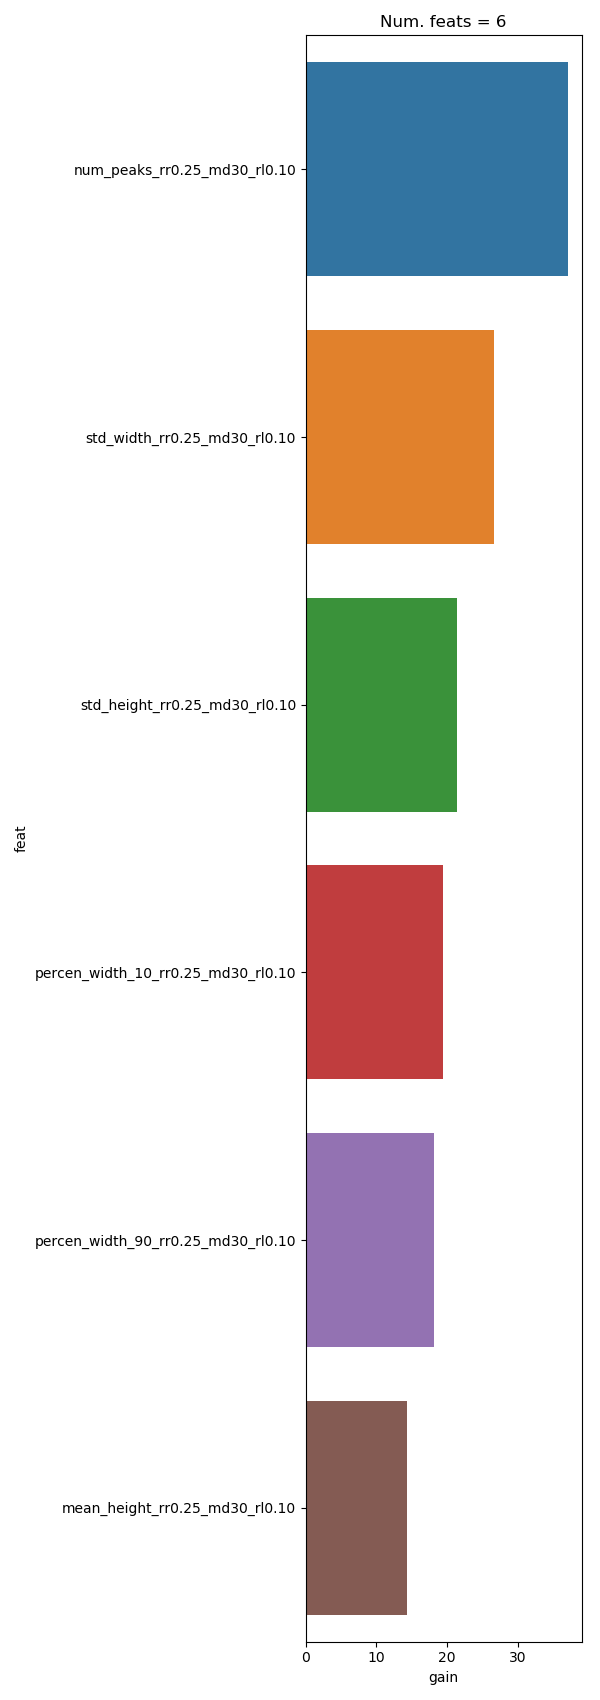 Num. feats = 6
num_peaks_rr0.25_md30_rl0.10
std_width_rr0.25_md30_rl0.10
std_height_rr0.25_md30_rl0.10
feat
percen_width_10_rr0.25_md30_rl0.10
percen_width_90_rr0.25_md30_rl0.10
mean_height_rr0.25_md30_rl0.10
0 10 20 30
gain